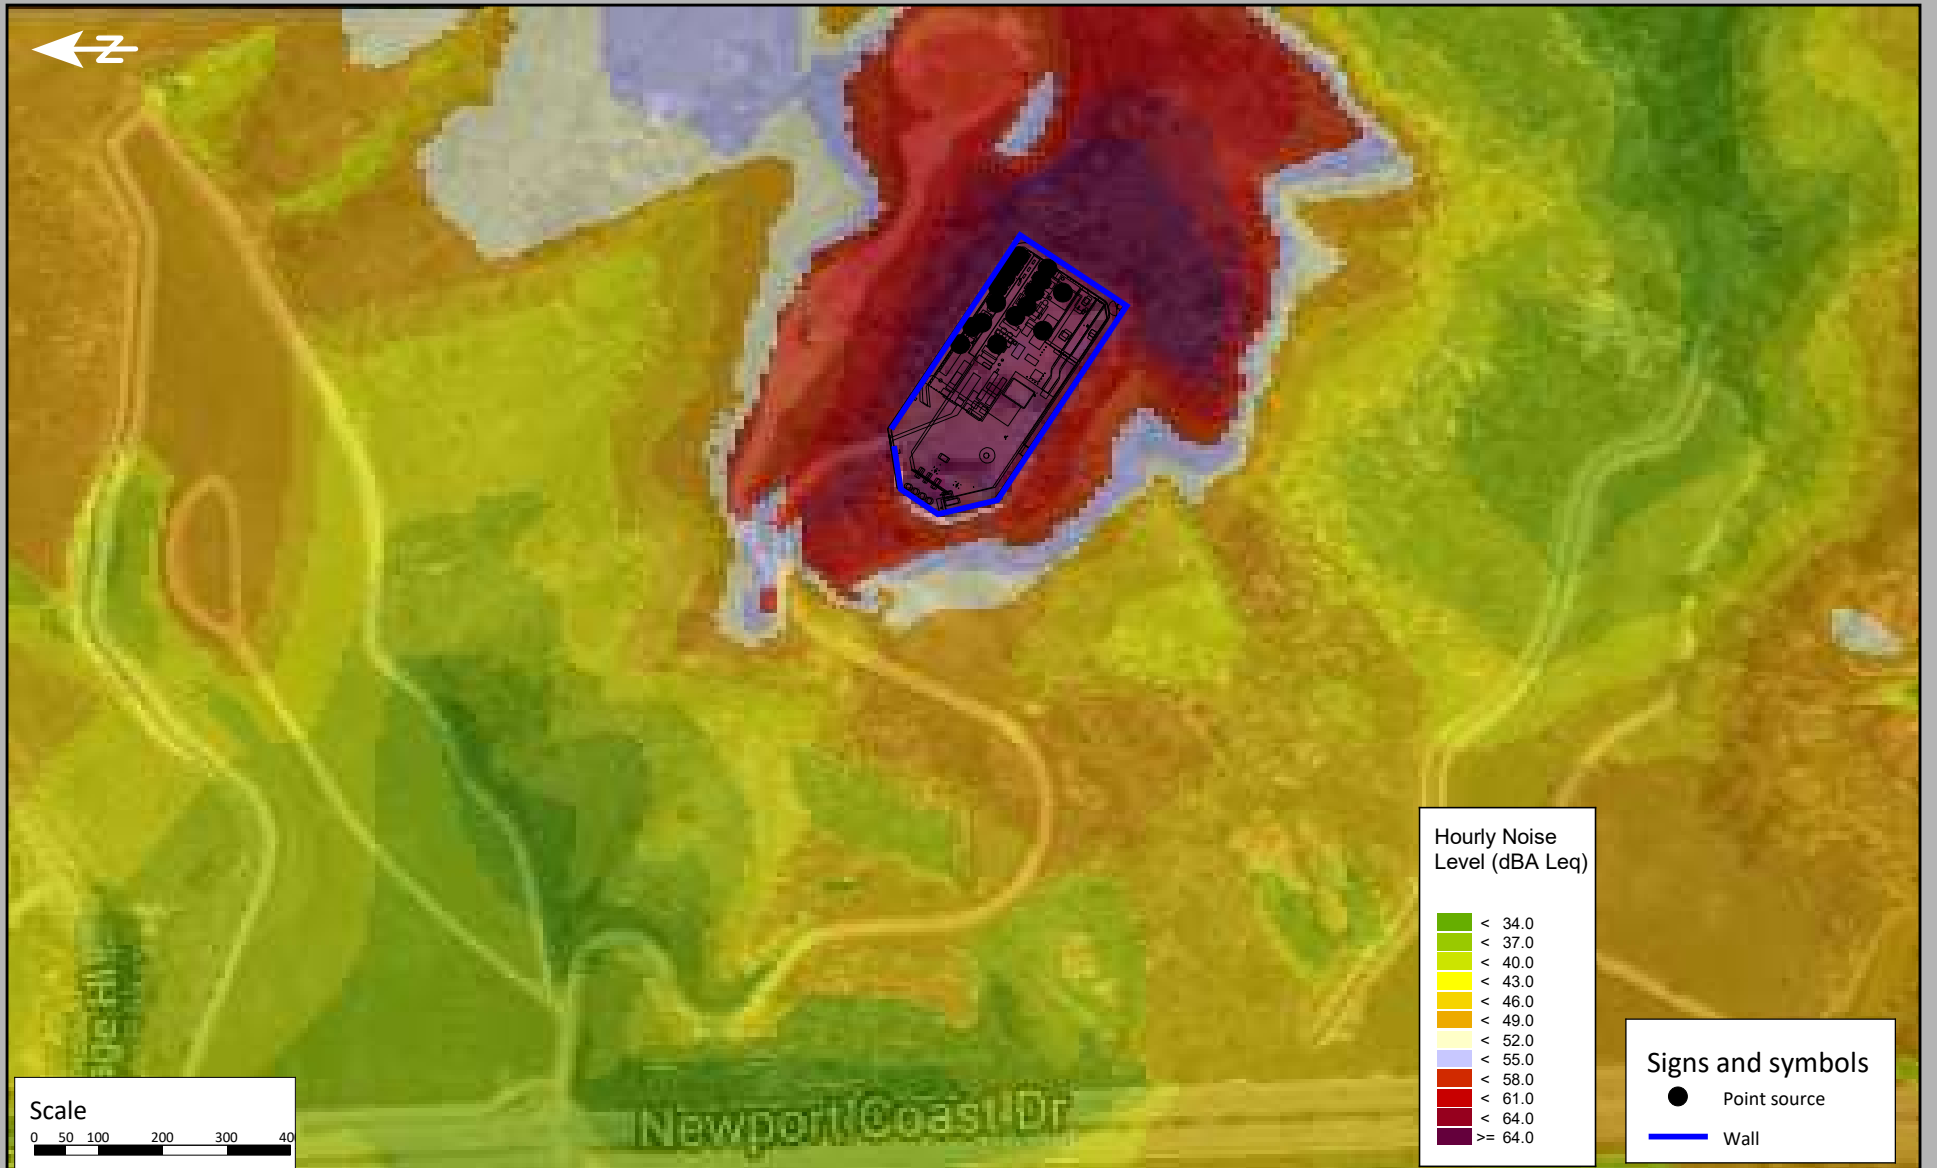 Z
Hourly Noise
Level (dBA Leq)
< 34.0
< 37.0
< 40.0
< 43.0
< 46.0
< 49.0
< 52.0
< 55.0
< 58.0
< 61.0
< 64.0
>= 64.0
Signs and symbols
Point source
Wall
Scale
0 50 100 200 300 40
Newport Coast Dr